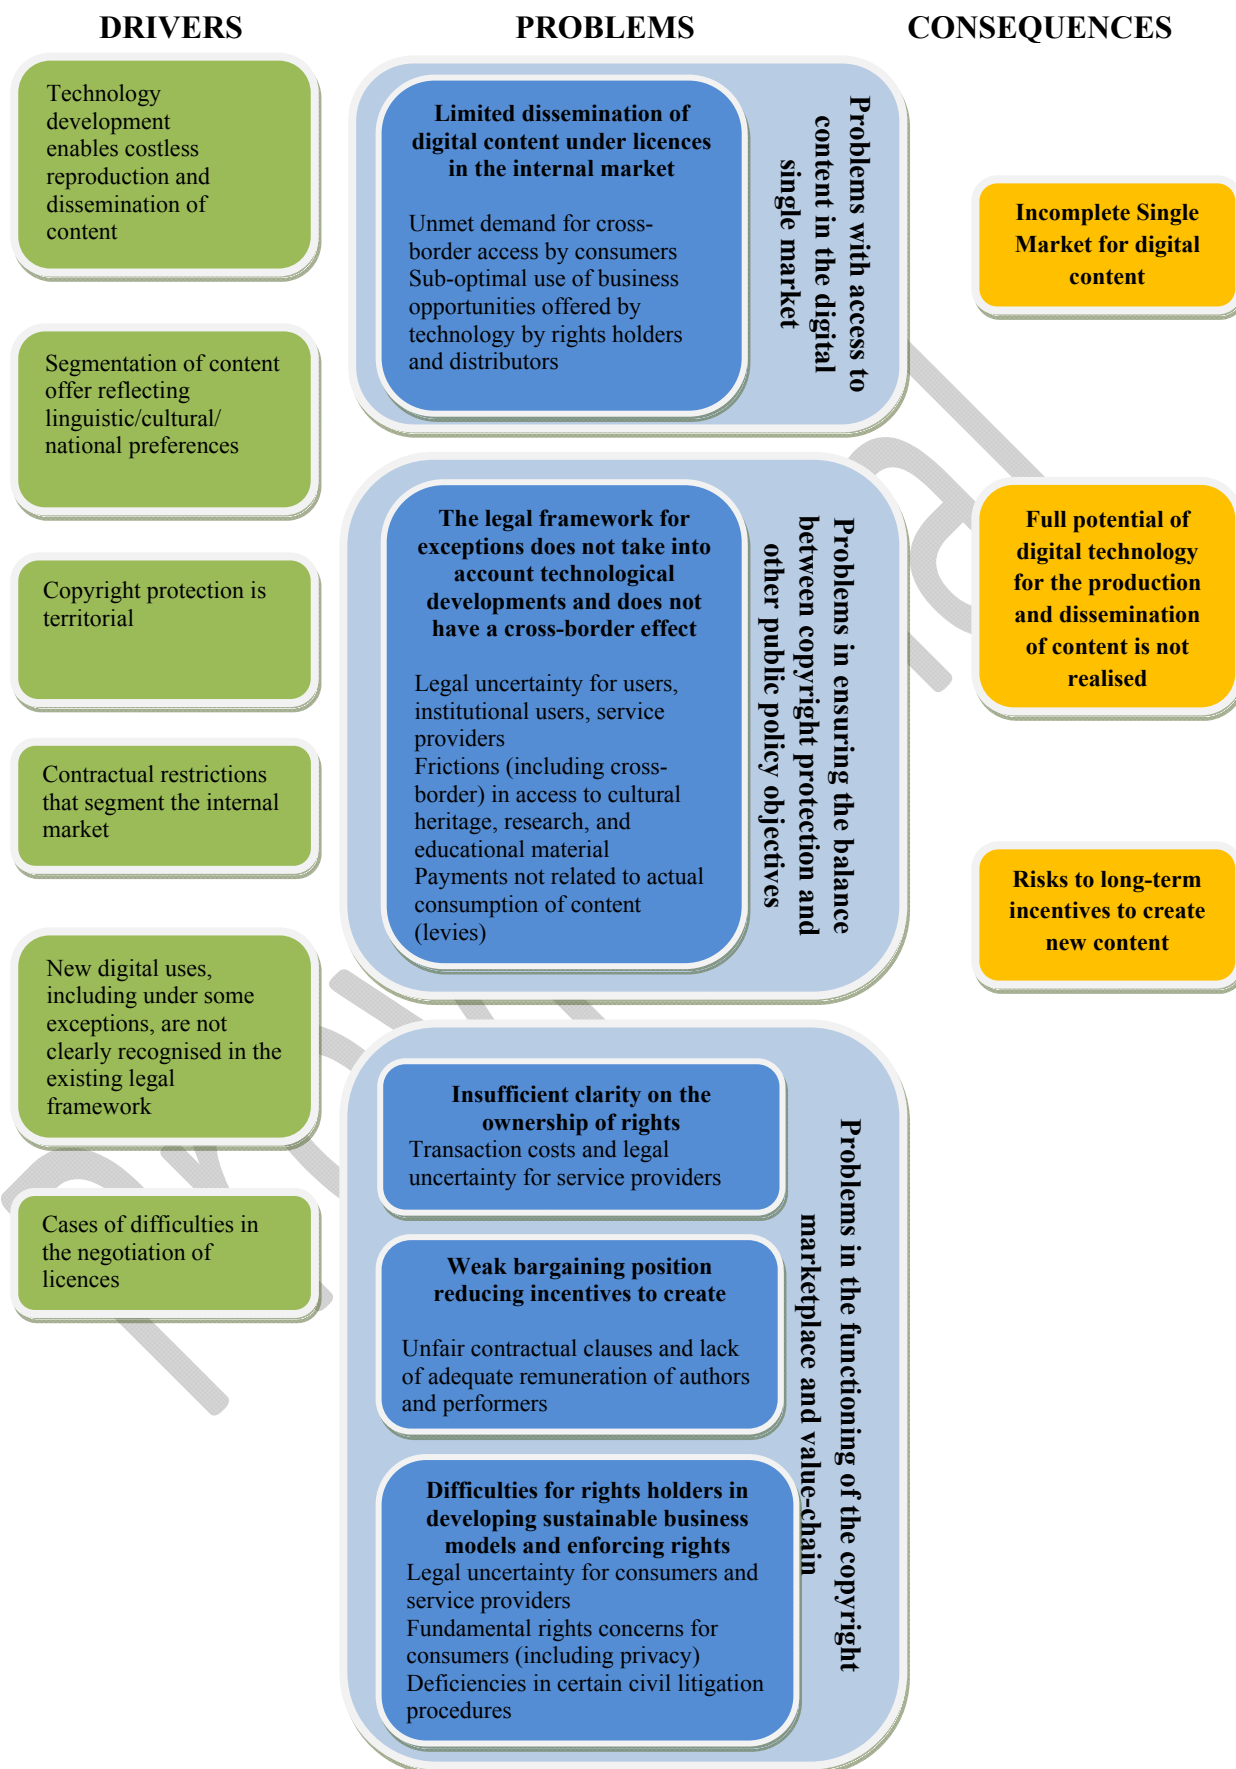 DRIVERS
PROBLEMS
CONSEQUENCES
Technology
development
enables costless
reproduction and
dissemination of
content
Segmentation of content
offer reflecting
linguistic/cultural/
national preferences
Copyright protection is
territorial
Contractual restrictions
that segment the internal
market
New digital uses,
including under some
exceptions, are not
clearly recognised in the
existing legal
framework
Cases of difficulties in
the negotiation of
licences
Limited dissemination of
digital content under licences
in the internal market
Unmet demand for cross-
border access by consumers
Sub-optimal use of business
opportunities offered by
technology by rights holders
and distributors
Problems with access to
content in the digital
single market
The legal framework for
exceptions does not take into
account technological
developments and does not
have a cross-border effect
Legal uncertainty for users,
institutional users, service
providers
Frictions (including cross-
border) in access to cultural
heritage, research, and
educational material
Payments not related to actual
consumption of content
(levies)
Problems in ensuring the balance
between copyright protection and
other public policy objectives
Insufficient clarity on the
ownership of rights
Transaction costs and legal
uncertainty for service providers
Weak bargaining position
reducing incentives to create
Unfair contractual clauses and lack
of adequate remuneration of authors
and performers
Difficulties for rights holders in
developing sustainable business
models and enforcing rights
Legal uncertainty for consumers and
service providers
Fundamental rights concerns for
consumers (including privacy)
Deficiencies in certain civil litigation
procedures
Problems in the functioning of the copyright
marketplace and value-chain
Incomplete Single
Market for digital
content
Full potential of
digital technology
for the production
and dissemination
of content is not
realised
Risks to long-term
incentives to create
new content